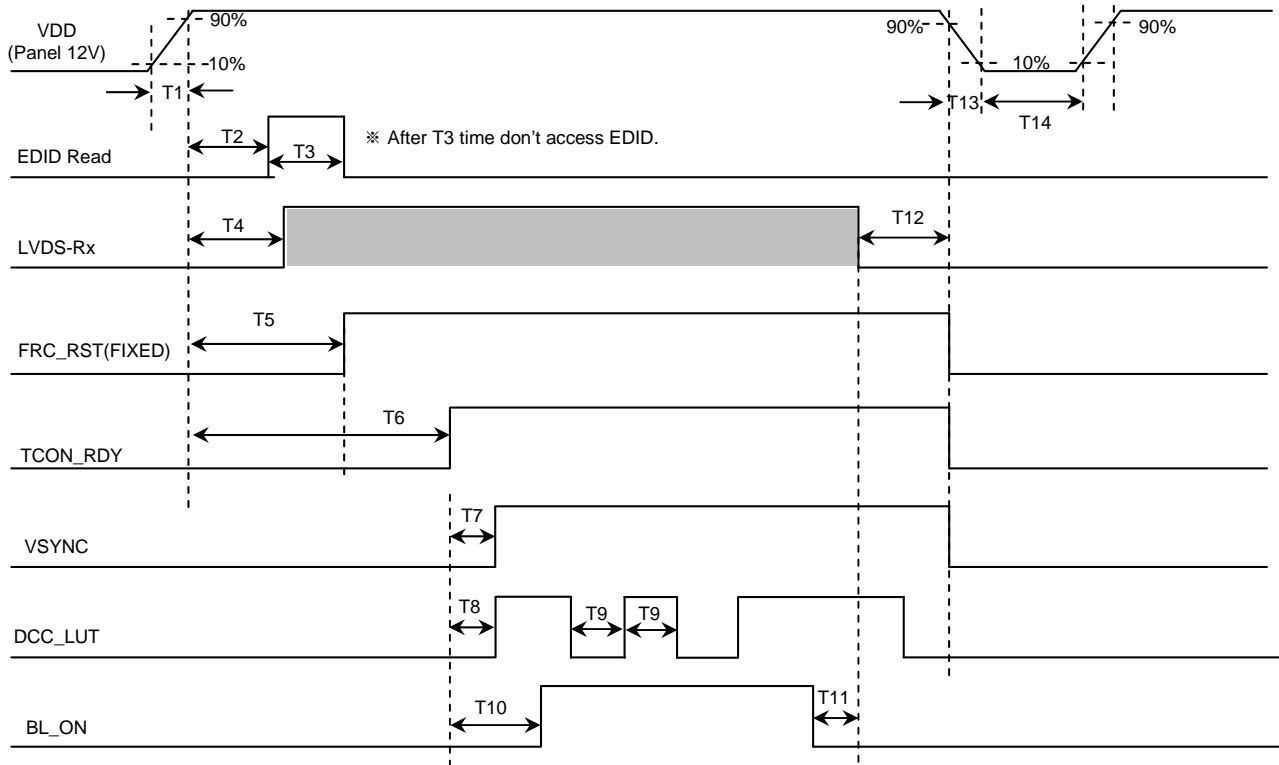 VDD
(Panel 12V)
90%
10%
90%
10%
90%
T1
T13
T14
EDID Read
T2
T3
※ After T3 time don't access EDID.
LVDS-Rx
T4
T12
FRC_RST(FIXED)
T5
TCON_RDY
T6
VSYNC
T7
DCC_LUT
T8
T9
T9
BL_ON
T10
T11